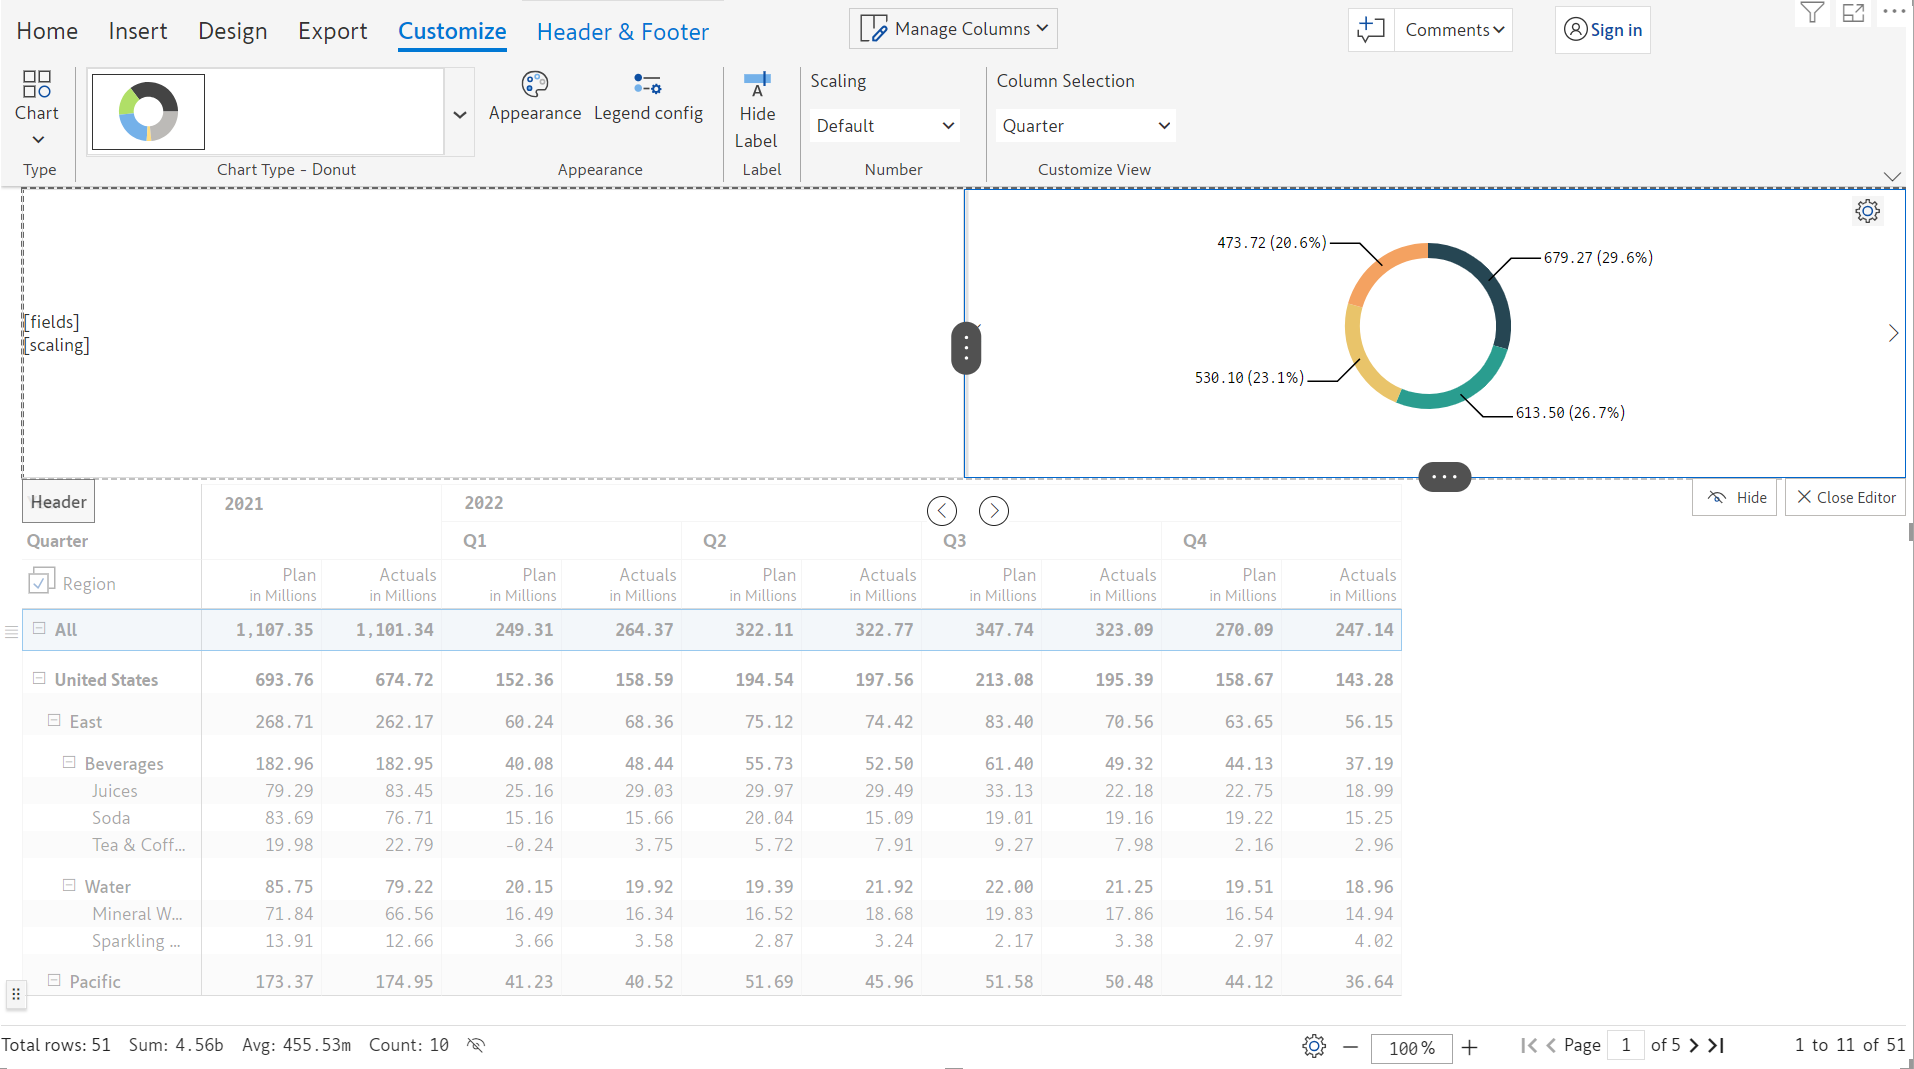 Home Insert Design Export Customize Header & Footer Manage Columns Comments Sign in
Chart Appearance Legend config Hide Label Scaling Column Selection
Default Quarter
Type Chart Type - Donut Appearance Label Number Customize View
473.72 (20.6%) 679.27 (29.6%)
[fields]
[scaling]
530.10 (23.1%) 613.50 (26.7%)
Header 2021 2022 Hide Close Editor
Quarter Q1 Q2 Q3 Q4
Region Plan Actuals Plan Actuals Plan Actuals Plan Actuals Plan Actuals
in Millions in Millions in Millions in Millions in Millions in Millions in Millions in Millions in Millions in Millions
All 1,107.35 1,101.34 249.31 264.37 322.11 322.77 347.74 323.09 270.09 247.14
United States 693.76 674.72 152.36 158.59 194.54 197.56 213.08 195.39 158.67 143.28
East 268.71 262.17 60.24 68.36 75.12 74.42 83.40 70.56 63.65 56.15
Beverages 182.96 182.95 40.08 48.44 55.73 52.50 61.40 49.32 44.13 37.19
Juices 79.29 83.45 25.16 29.03 29.97 29.49 33.13 22.18 22.75 18.99
Soda 83.69 76.71 15.16 15.66 20.04 15.09 19.01 19.16 19.22 15.25
Tea & Coff... 19.98 22.79 -0.24 3.75 5.72 7.91 9.27 7.98 2.16 2.96
Water 85.75 79.22 20.15 19.92 19.39 21.92 22.00 21.25 19.51 18.96
Mineral W... 71.84 66.56 16.49 16.34 16.52 18.68 19.83 17.86 16.54 14.94
Sparkling ... 13.91 12.66 3.66 3.58 2.87 3.24 2.17 3.38 2.97 4.02
Pacific 173.37 174.95 41.23 40.52 51.69 45.96 51.58 50.48 44.12 36.64
Total rows: 51 Sum: 4.56b Avg: 455.53m Count: 10 100% Page 1 of 5 1 to 11 of 51